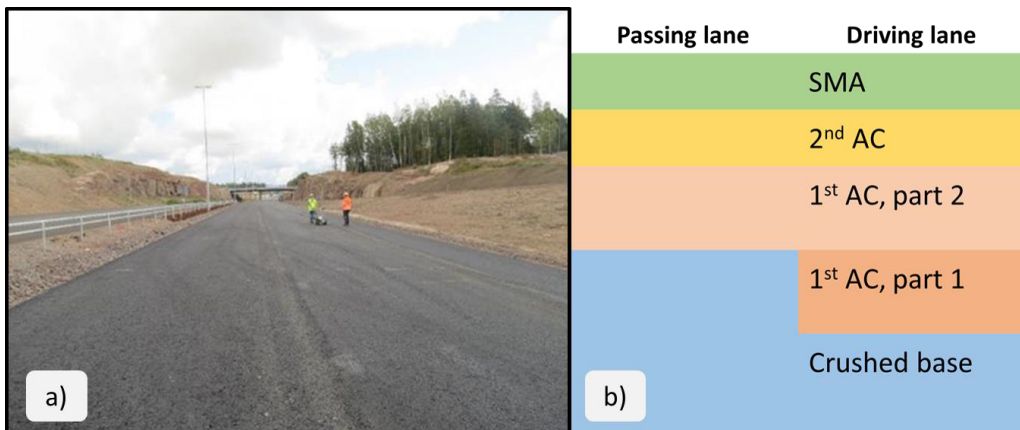 Passing lane
Driving lane
SMA
2nd AC
1st AC, part 2
1st AC, part 1
Crushed base
a)
b)